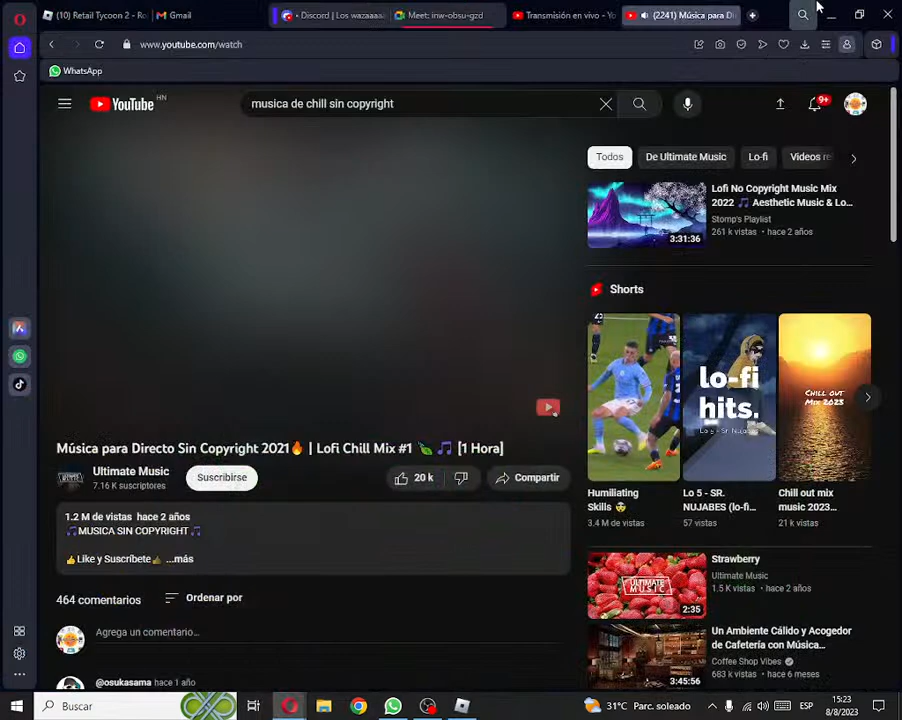 (10) Retail Tycoon 2 - Ro
Gmail
• Discord | Los wazaaaa
Meet: inw-obsu-gzd
Transmisión en vivo - Yo
(2241) Música para Di
www.youtube.com/watch
WhatsApp
YouTube HN
musica de chill sin copyright
9+
Todos
De Ultimate Music
Lo-fi
Videos re
Lofi No Copyright Music Mix
2022 🎵 Aesthetic Music & Lo...
Stomp's Playlist
261 k vistas • hace 2 años
3:31:36
Shorts
lo-fi
hits.
CHILL OUT
MIX 2023
Música para Directo Sin Copyright 2021🔥 | Lofi Chill Mix #1 🍃 🎵 [1 Hora]
Ultimate Music
7.16 K suscriptores
Suscribirse
20 k
Compartir
Humiliating
Skills
3.4 M de vistas
Lo 5 - SR.
NUJABES (lo-fi...
57 vistas
Chill out mix
music 2023...
21 k vistas
1.2 M de vistas hace 2 años
🎵MUSICA SIN COPYRIGHT 🎵
👍Like y Suscríbete👍 ...más
464 comentarios
Ordenar por
Agrega un comentario...
@osukasama hace 1 año
Strawberry
Ultimate Music
1.5 K vistas • hace 2 años
ULTIMATE
MUSIC
2:35
Un Ambiente Cálido y Acogedor
de Cafetería con Música...
Coffee Shop Vibes
683 k vistas • hace 6 meses
3:45:56
Buscar
31°C Parc. soleado
ESP
15:23
8/8/2023